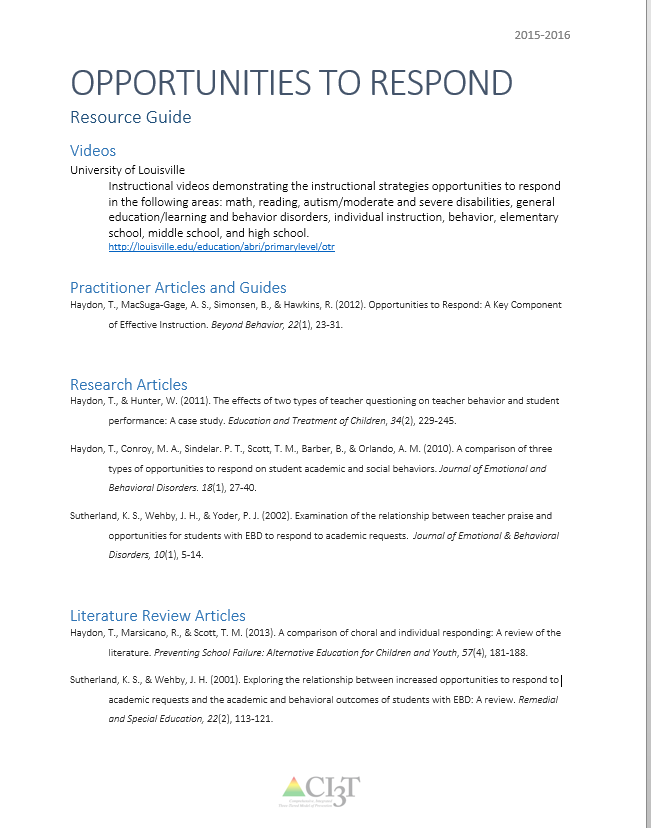 2015-2016
OPPORTUNITIES TO RESPOND
Resource Guide
Videos
University of Louisville
Instructional videos demonstrating the instructional strategies opportunities to respond
in the following areas: math, reading, autism/moderate and severe disabilities, general
education/learning and behavior disorders, individual instruction, behavior, elementary
school, middle school, and high school.
http://louisville.edu/education/abri/primarylevel/otr
Practitioner Articles and Guides
Haydon, T., MacSuga-Gage, A. S., Simonsen, B., & Hawkins, R. (2012). Opportunities to Respond: A Key Component
of Effective Instruction. Beyond Behavior, 22(1), 23-31.
Research Articles
Haydon, T., & Hunter, W. (2011). The effects of two types of teacher questioning on teacher behavior and student
performance: A case study. Education and Treatment of Children, 34(2), 229-245.
Haydon, T., Conroy, M. A., Sindelar. P. T., Scott, T. M., Barber, B., & Orlando, A. M. (2010). A comparison of three
types of opportunities to respond on student academic and social behaviors. Journal of Emotional and
Behavioral Disorders. 18(1), 27-40.
Sutherland, K. S., Wehby, J. H., & Yoder, P. J. (2002). Examination of the relationship between teacher praise and
opportunities for students with EBD to respond to academic requests. Journal of Emotional & Behavioral
Disorders, 10(1), 5-14.
Literature Review Articles
Haydon, T., Marsicano, R., & Scott, T. M. (2013). A comparison of choral and individual responding: A review of the
literature. Preventing School Failure: Alternative Education for Children and Youth, 57(4), 181-188.
Sutherland, K. S., & Wehby, J. H. (2001). Exploring the relationship between increased opportunities to respond to
academic requests and the academic and behavioral outcomes of students with EBD: A review. Remedial
and Special Education, 22(2), 113-121.
CI3T